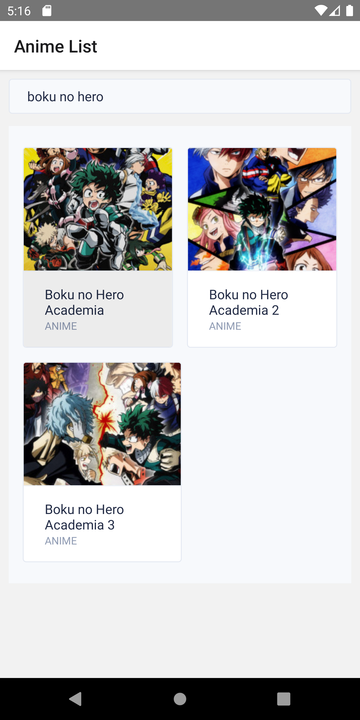 5:16
Anime List
boku no hero
Boku no Hero
Academia
ANIME
Boku no Hero
Academia 2
ANIME
Boku no Hero
Academia 3
ANIME